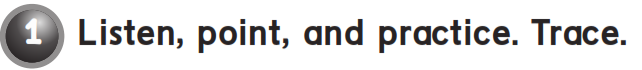 1 Listen, point, and practice. Trace.